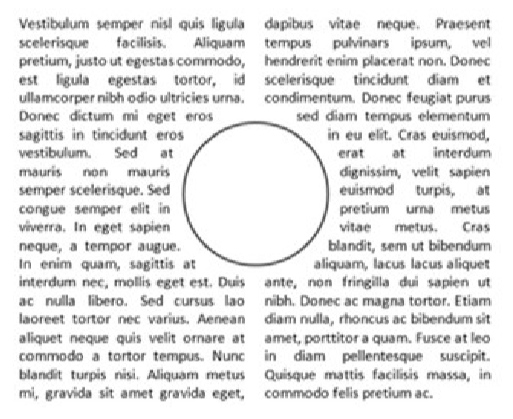 Vestibulum semper nisl quis ligula
scelerisque facilisis. Aliquam
pretium, justo ut egestas commodo,
est ligula egestas tortor, id
ullamcorper nibh odio ultricies urna.
Donec dictum mi eget eros
sagittis in tincidunt eros
vestibulum. Sed at
mauris non mauris
semper scelerisque. Sed
congue semper elit in
viverra. In eget sapien
neque, a tempor augue.
In enim quam, sagittis at
interdum nec, mollis eget est. Duis
ac nulla libero. Sed cursus lao
laoreet tortor nec varius. Aenean
aliquet neque quis velit ornare at
commodo a tortor tempus. Nunc
blandit turpis nisi. Aliquam metus
mi, gravida sit amet gravida eget,
dapibus vitae neque. Praesent
tempus pulvinars ipsum, vel
hendrerit enim placerat non. Donec
scelerisque tincidunt diam et
condimentum. Donec feugiat purus
sed diam tempus elementum
in eu elit. Cras euismod,
erat at interdum
dignissim, velit sapien
euismod turpis, at
pretium urna metus
vitae metus. Cras
blandit, sem ut bibendum
aliquam, lacus lacus aliquet
ante, non fringilla dui sapien ut
nibh. Donec ac magna tortor. Etiam
diam nulla, rhoncus ac bibendum sit
amet, porttitor a quam. Fusce at leo
in diam pellentesque suscipit.
Quisque mattis facilisis massa, in
commodo felis pretium ac.